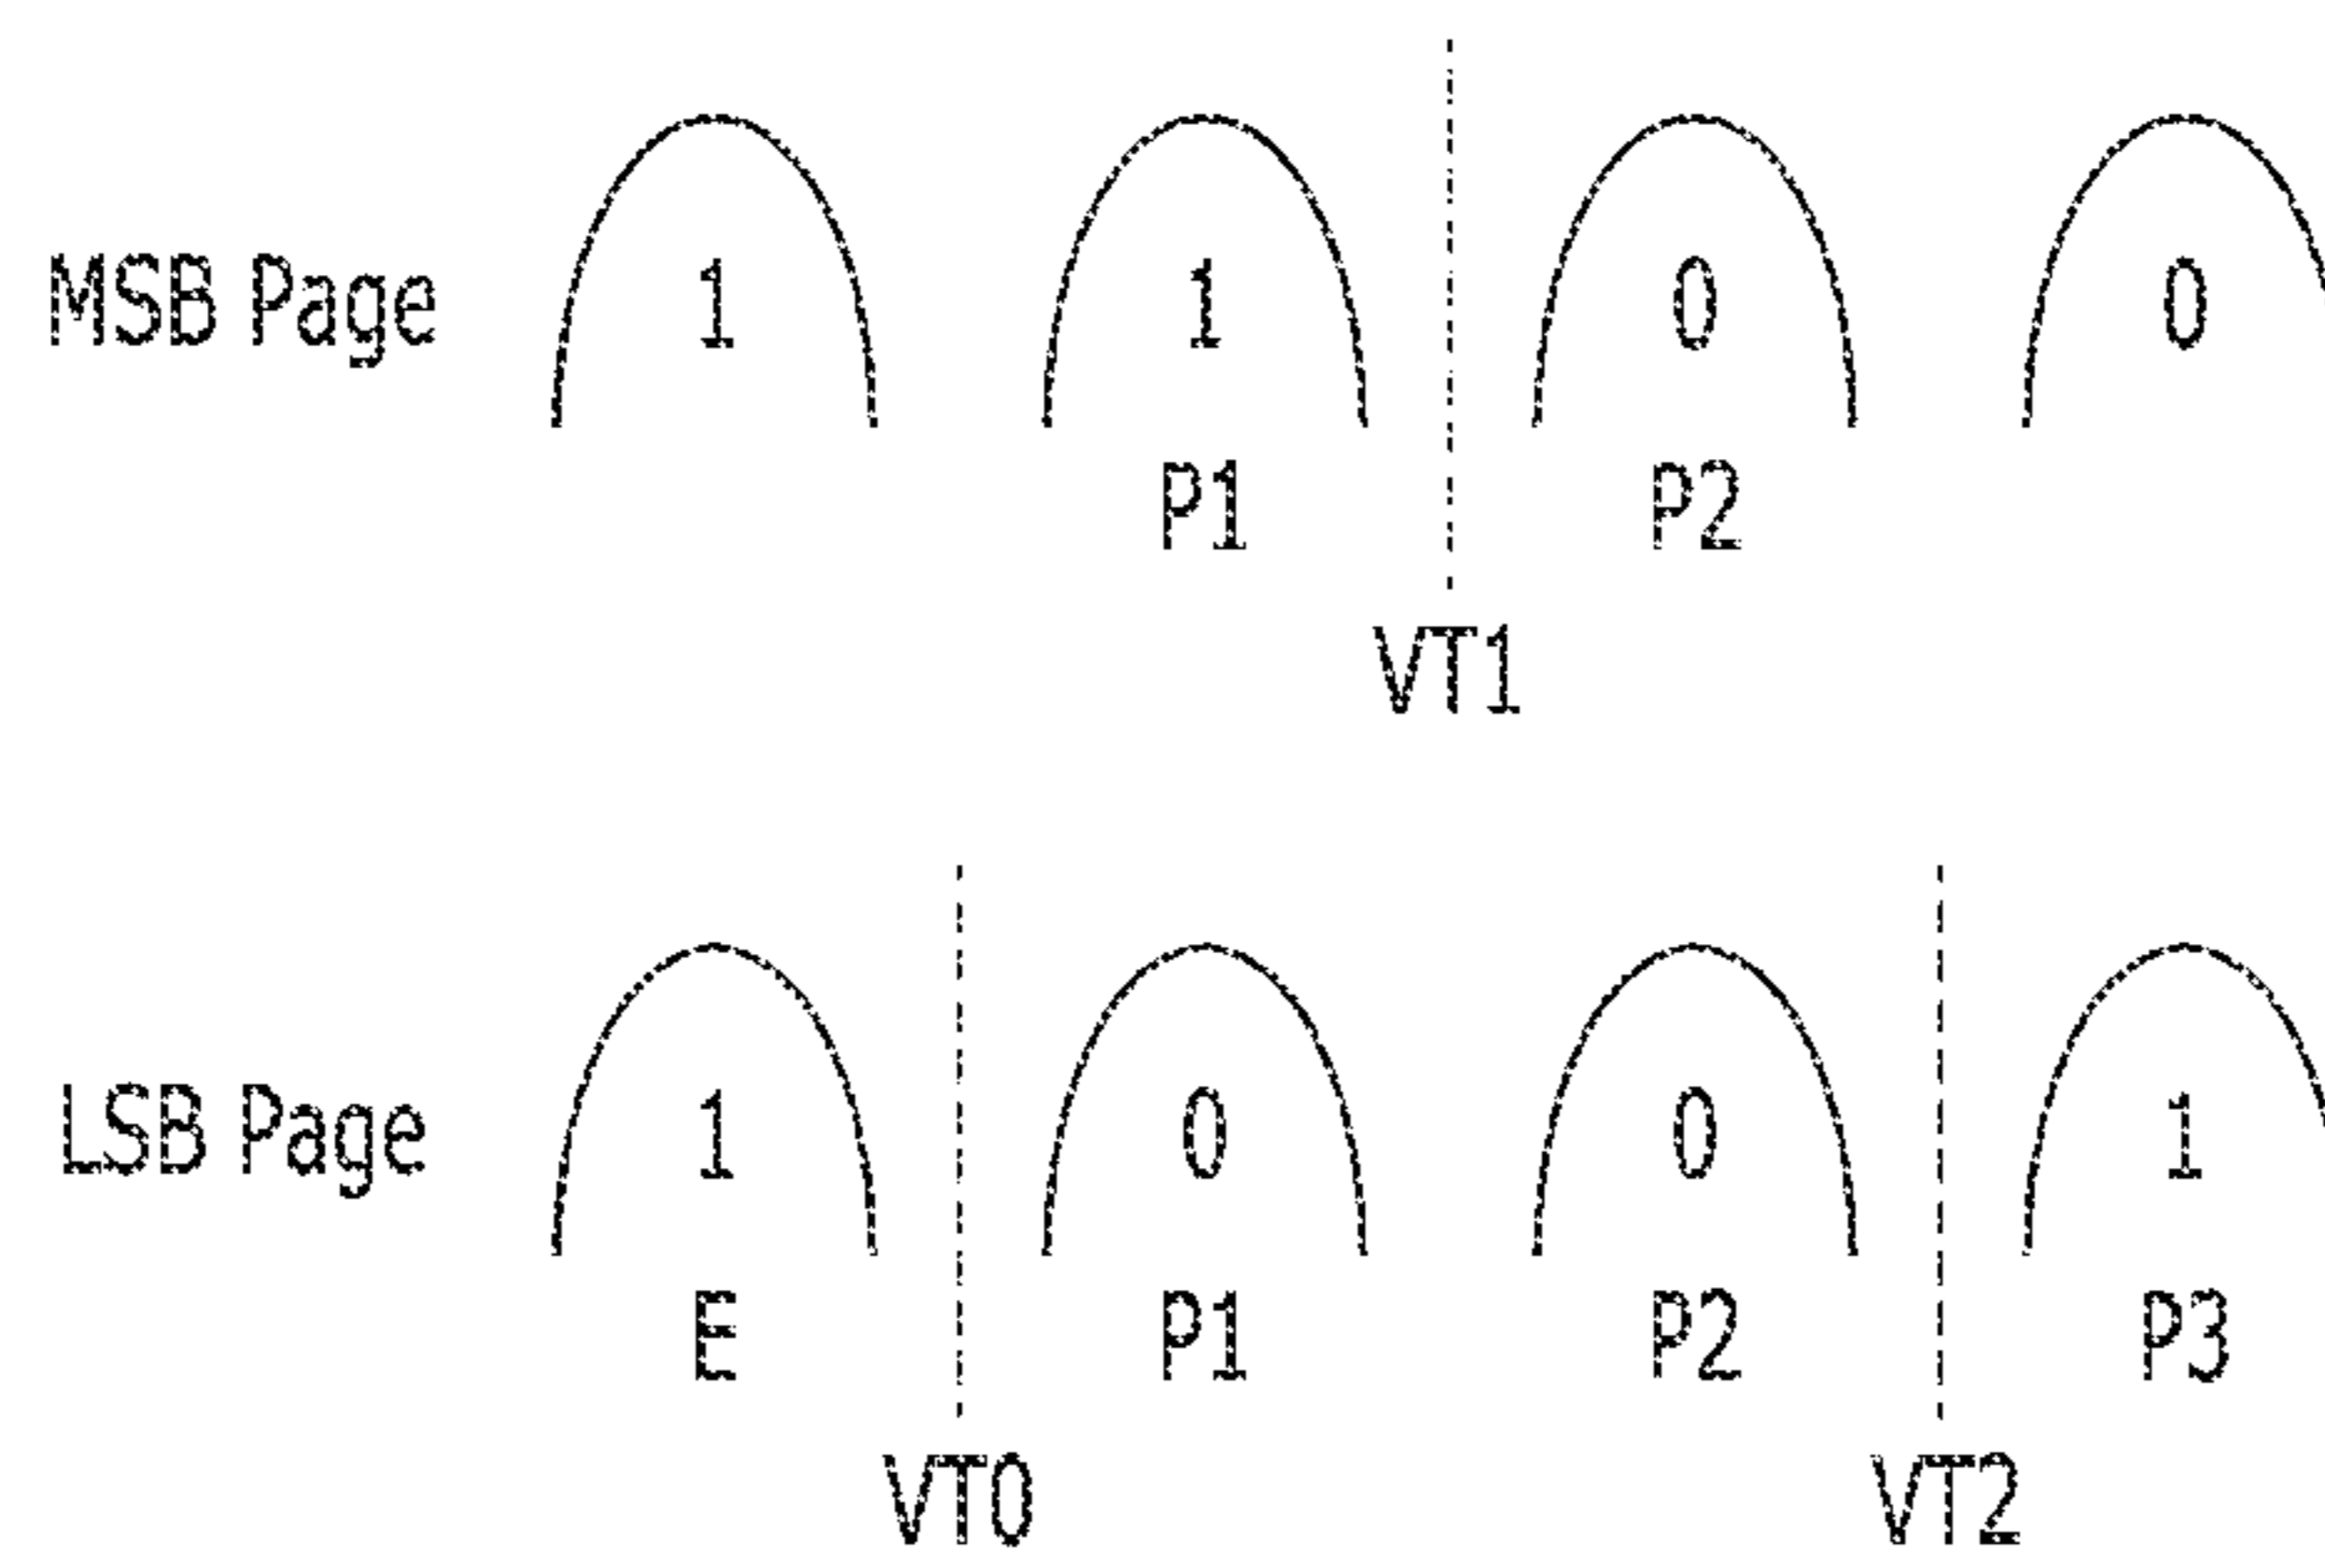 MSB Page 1 1 0 0
P1 P2
VT1
LSB Page 1 0 0 1
E P1 P2 P3
VT0 VT2